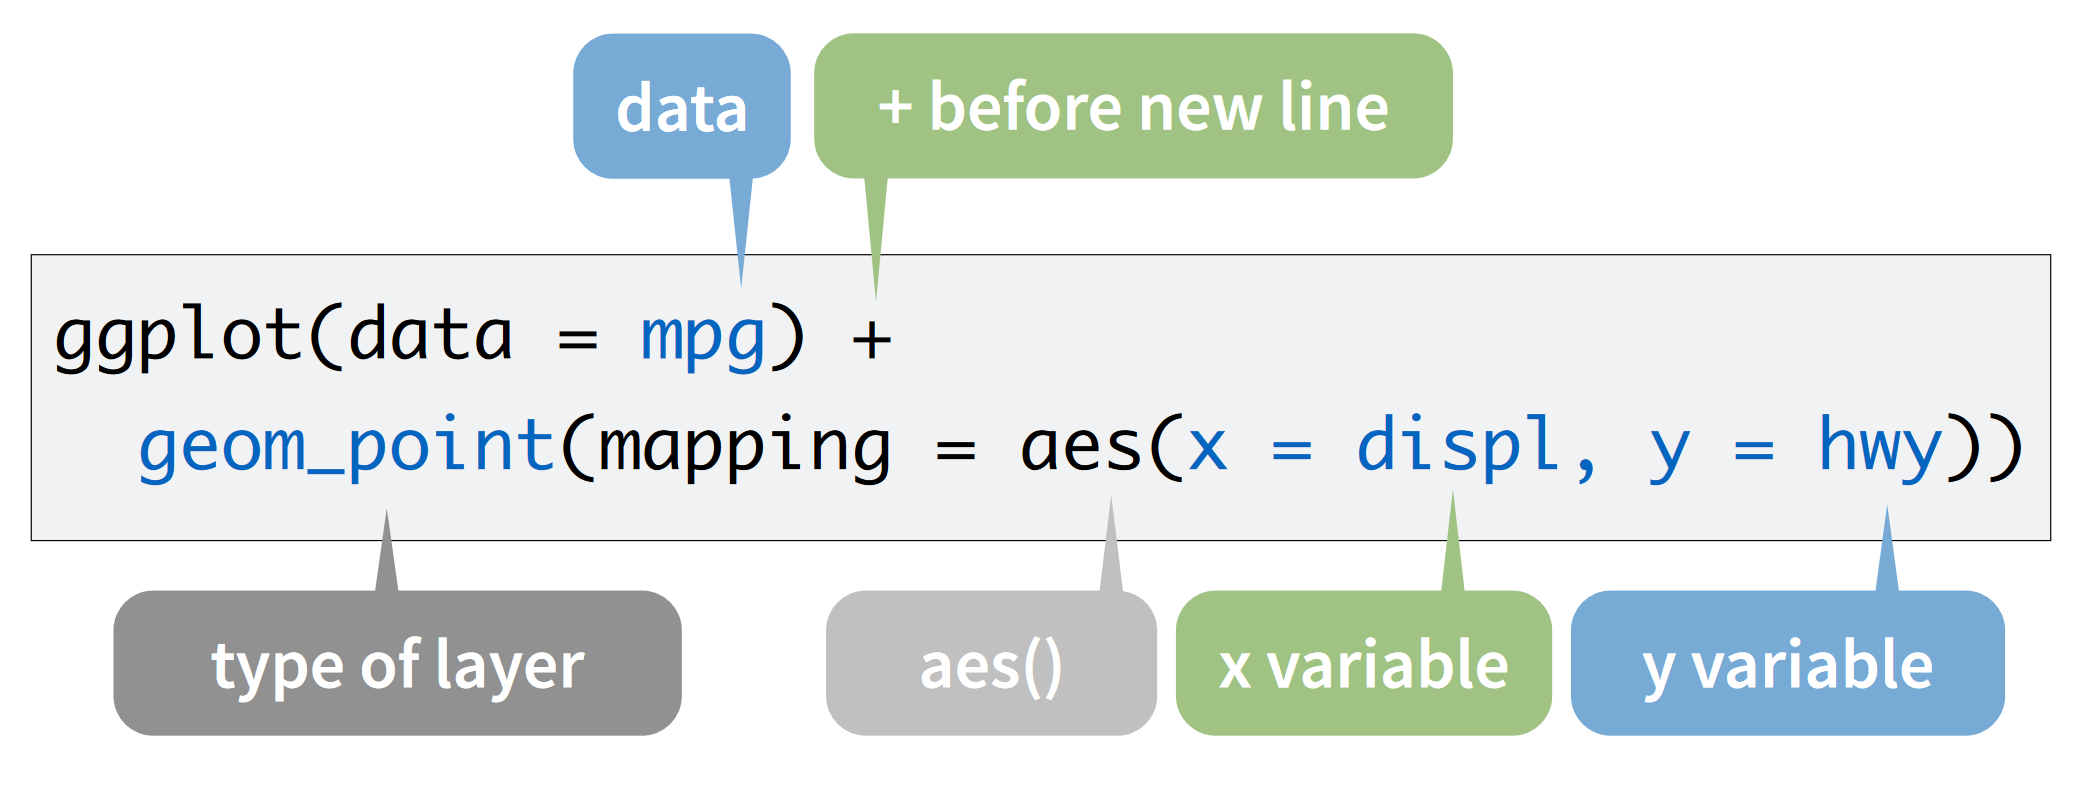 data
+ before new line
ggplot(data = mpg) +
geom_point(mapping = aes(x = displ, y = hwy))
type of layer
aes()
x variable
y variable